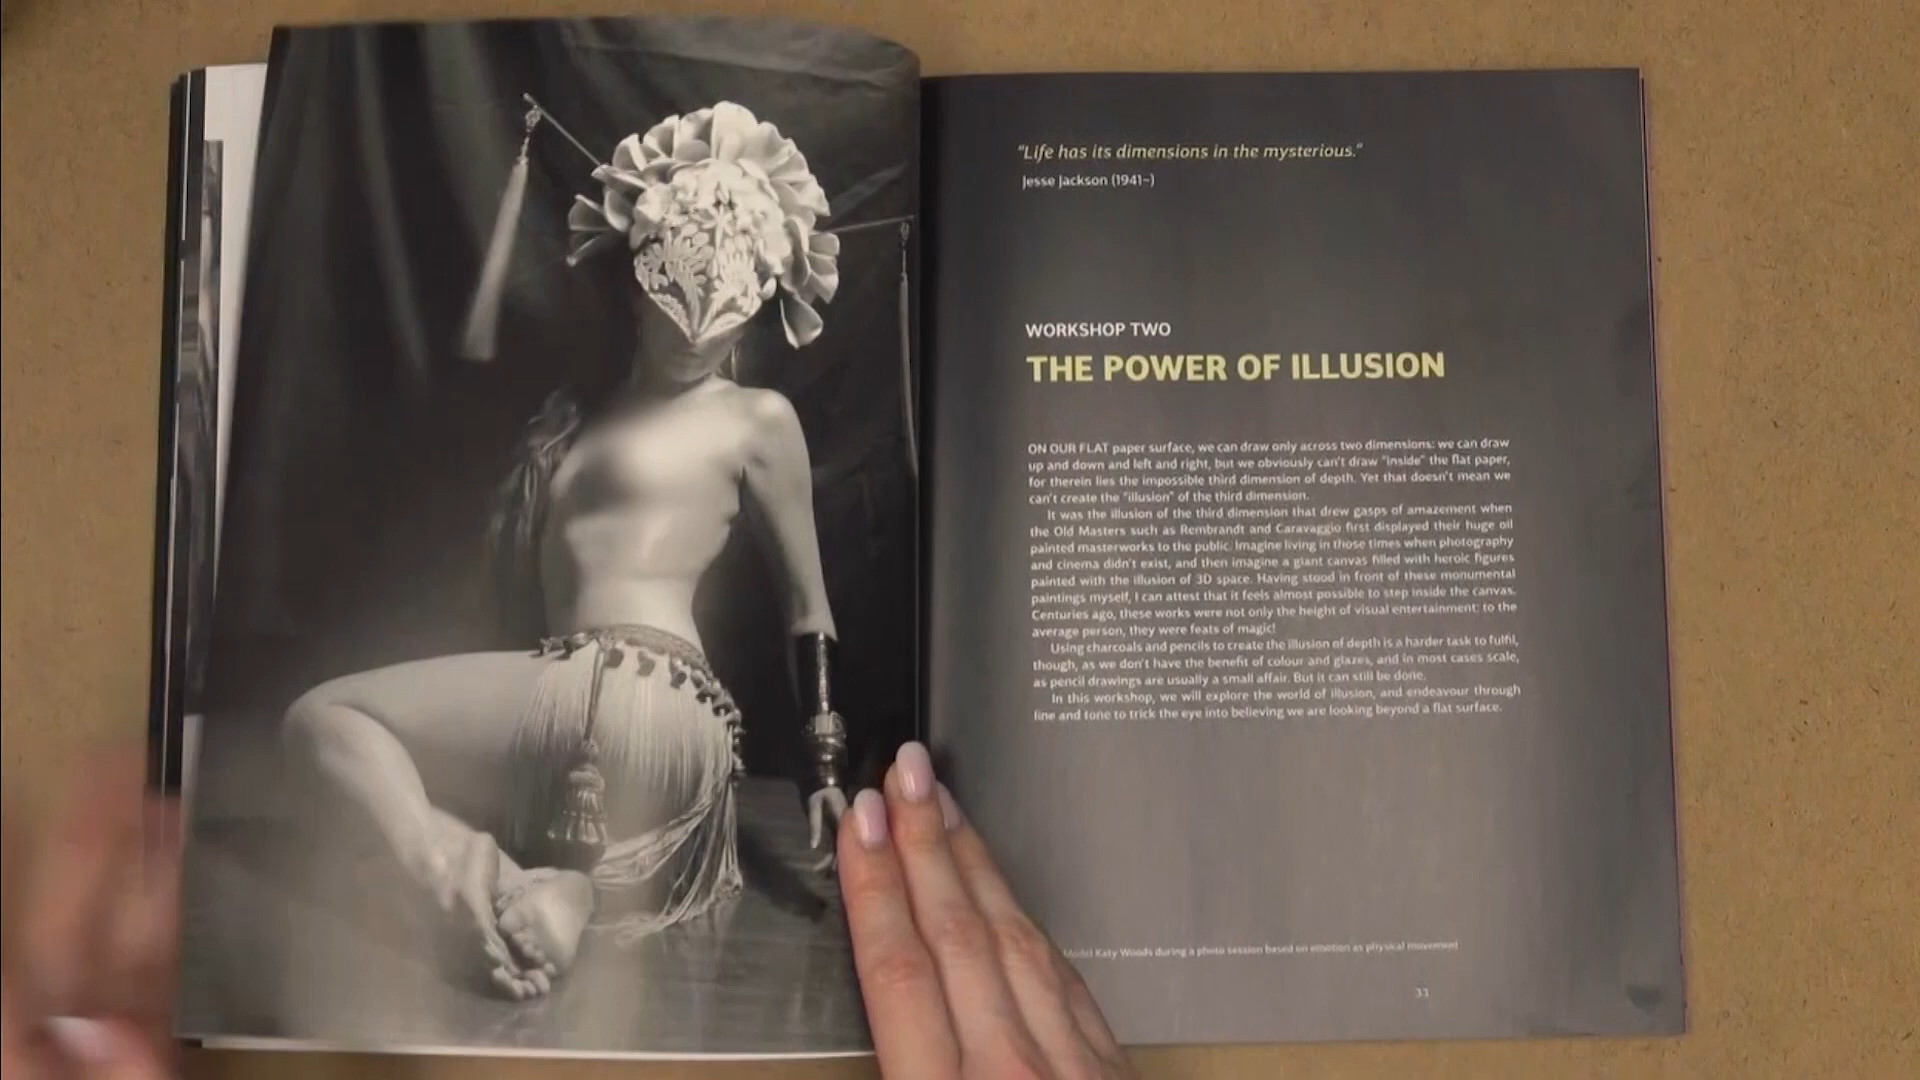 "Life has its dimensions in the mysterious."
Jesse Jackson (1941–)
WORKSHOP TWO
THE POWER OF ILLUSION
ON OUR FLAT paper surface, we can draw only across two dimensions: we can draw
up and down and left and right, but we obviously can't draw "inside" the flat paper,
for therein lies the impossible third dimension of depth. Yet that doesn't mean we
can't create the "illusion" of the third dimension.
It was the illusion of the third dimension that drew gasps of amazement when
the Old Masters such as Rembrandt and Caravaggio first displayed their huge oil
painted masterworks to the public. Imagine living in those times when photography
and cinema didn't exist, and then imagine a giant canvas filled with heroic figures
painted with the illusion of 3D space. Having stood in front of these monumental
paintings myself, I can attest that it feels almost possible to step inside the canvas.
Centuries ago, these works were not only the height of visual entertainment: to the
average person, they were feats of magic!
Using charcoals and pencils to create the illusion of depth is a harder task to fulfil,
though, as we don't have the benefit of colour and glazes, and in most cases scale,
as pencil drawings are usually a small affair. But it can still be done.
In this workshop, we will explore the world of illusion, and endeavour through
line and tone to trick the eye into believing we are looking beyond a flat surface.
Model Katy Woods during a photo session based on emotion as physical movement
33